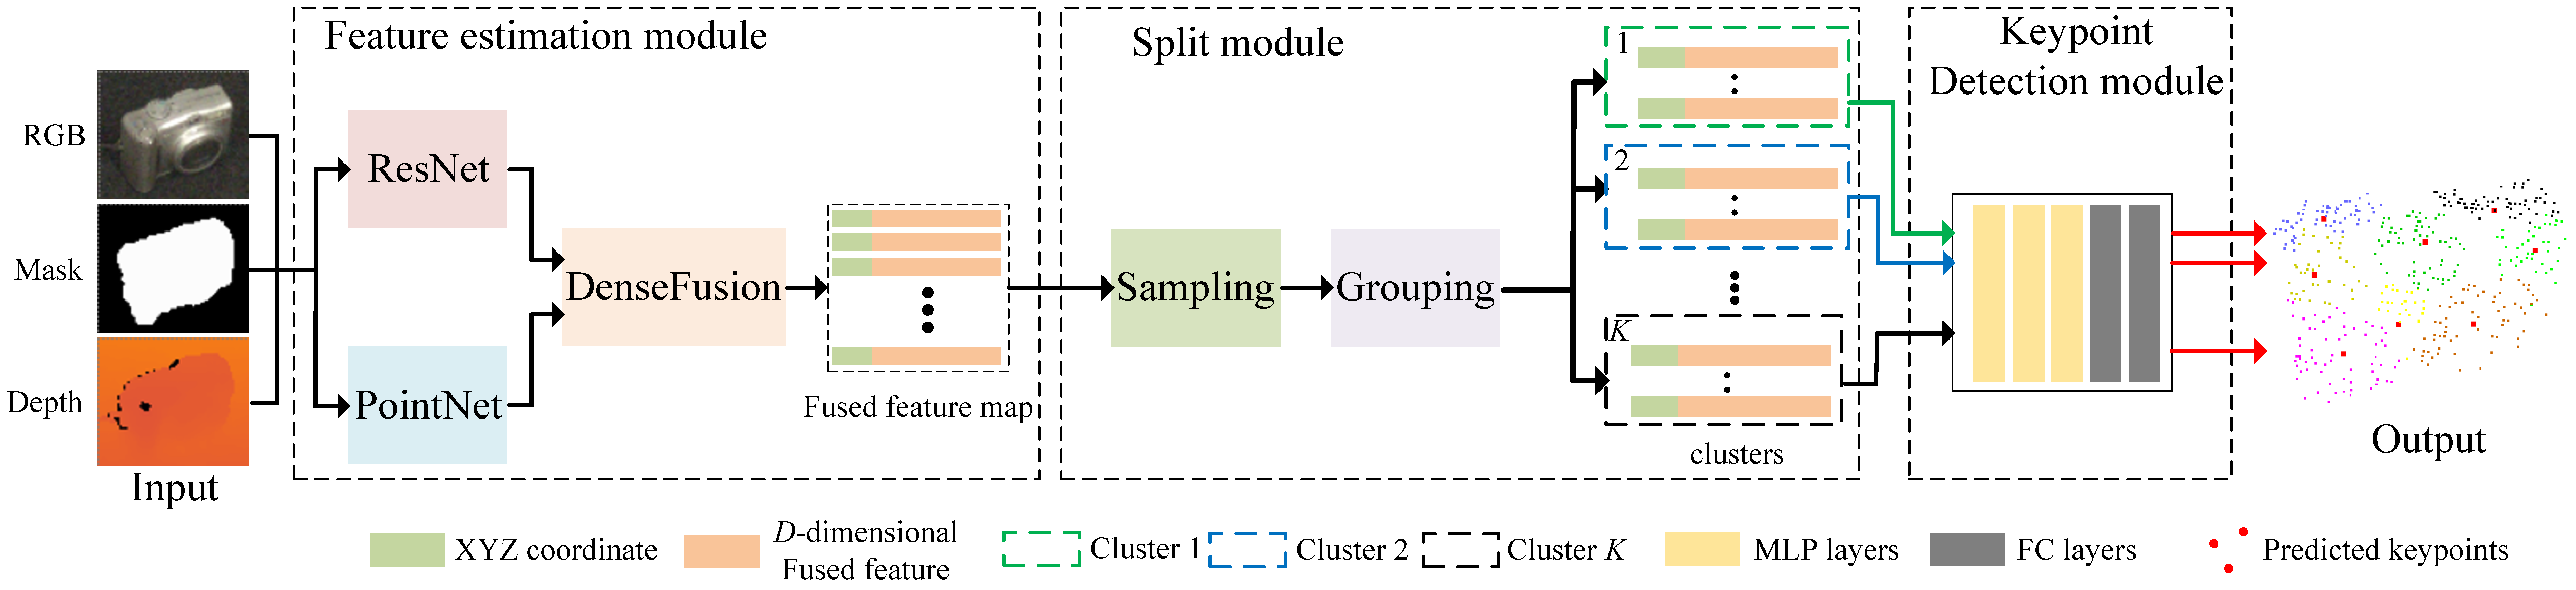 Feature estimation module
Split module
Keypoint
Detection module
RGB
Mask
Depth
Input
ResNet
PointNet
DenseFusion
Fused feature map
Sampling
Grouping
1
2
K
clusters
Output
XYZ coordinate
D-dimensional
Fused feature
Cluster 1
Cluster 2
Cluster K
MLP layers
FC layers
Predicted keypoints